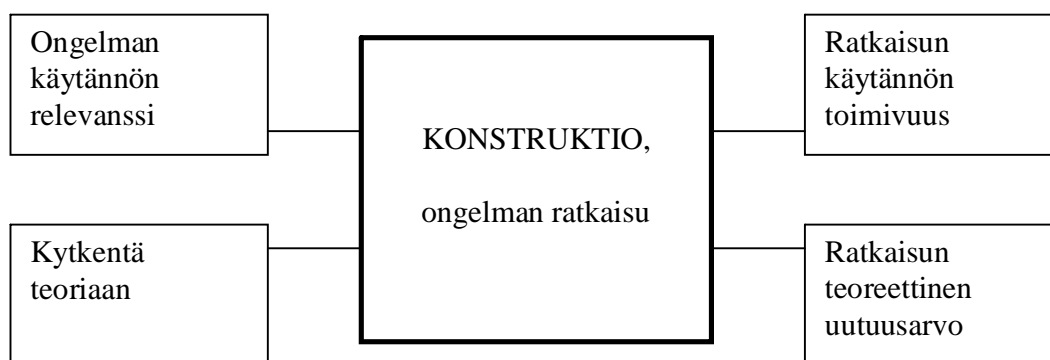 Ongelman
käytännön
relevanssi
Kytkentä
teoriaan
KONSTRUKTIO,
ongelman ratkaisu
Ratkaisun
käytännön
toimivuus
Ratkaisun
teoreettinen
uutuusarvo